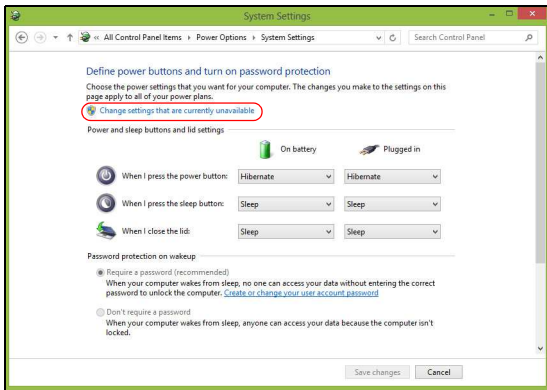 System Settings
« All Control Panel Items › Power Options › System Settings
Search Control Panel
Define power buttons and turn on password protection
Choose the power settings that you want for your computer. The changes you make to the settings on this
page apply to all of your power plans.
Change settings that are currently unavailable
Power and sleep buttons and lid settings
On battery Plugged in
When I press the power button: Hibernate Hibernate
When I press the sleep button: Sleep Sleep
When I close the lid: Sleep Sleep
Password protection on wakeup
Require a password (recommended)
When your computer wakes from sleep, no one can access your data without entering the correct
password to unlock the computer. Create or change your user account password
Don't require a password
When your computer wakes from sleep, anyone can access your data because the computer isn't
locked.
Save changes Cancel